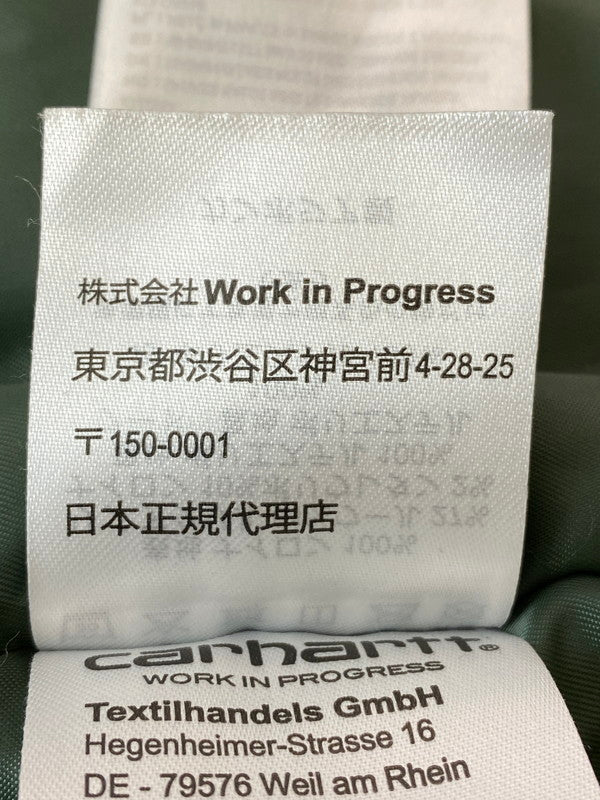 株式会社Work in Progress
東京都渋谷区神宮前4-28-25
〒150-0001
日本正規代理店
carhartt®
WORK IN PROGRESS
Textilhandels GmbH
Hegenheimer-Strasse 16
DE - 79576 Weil am Rhein